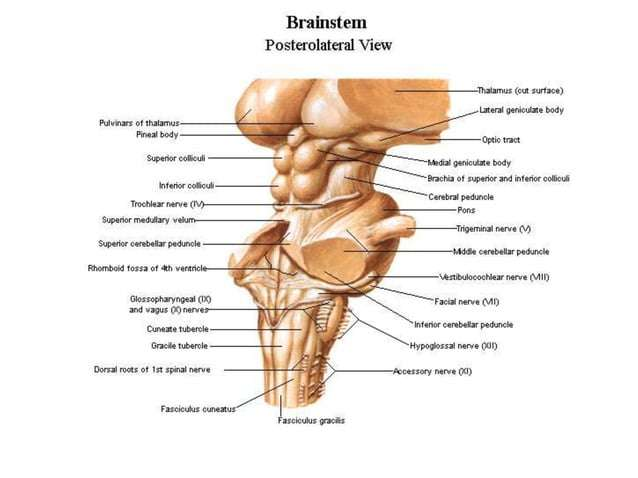 Brainstem
Posterolateral View
Thalamus (cut surface)
Lateral geniculate body
Pulvinars of thalamus
Pineal body
Optic tract
Superior colliculi
Medial geniculate body
Brachia of superior and inferior colliculi
Inferior colliculi
Cerebral peduncle
Trochlear nerve (IV)
Pons
Superior medullary velum
Trigeminal nerve (V)
Superior cerebellar peduncle
Middle cerebellar peduncle
Rhomboid fossa of 4th ventricle
Vestibulocochlear nerve (VIII)
Glossopharyngeal (IX)
and vagus (X) nerves
Facial nerve (VII)
Cuneate tubercle
Inferior cerebellar peduncle
Gracile tubercle
Hypoglossal nerve (XII)
Dorsal roots of 1st spinal nerve
Accessory nerve (XI)
Fasciculus cuneatus
Fasciculus gracilis